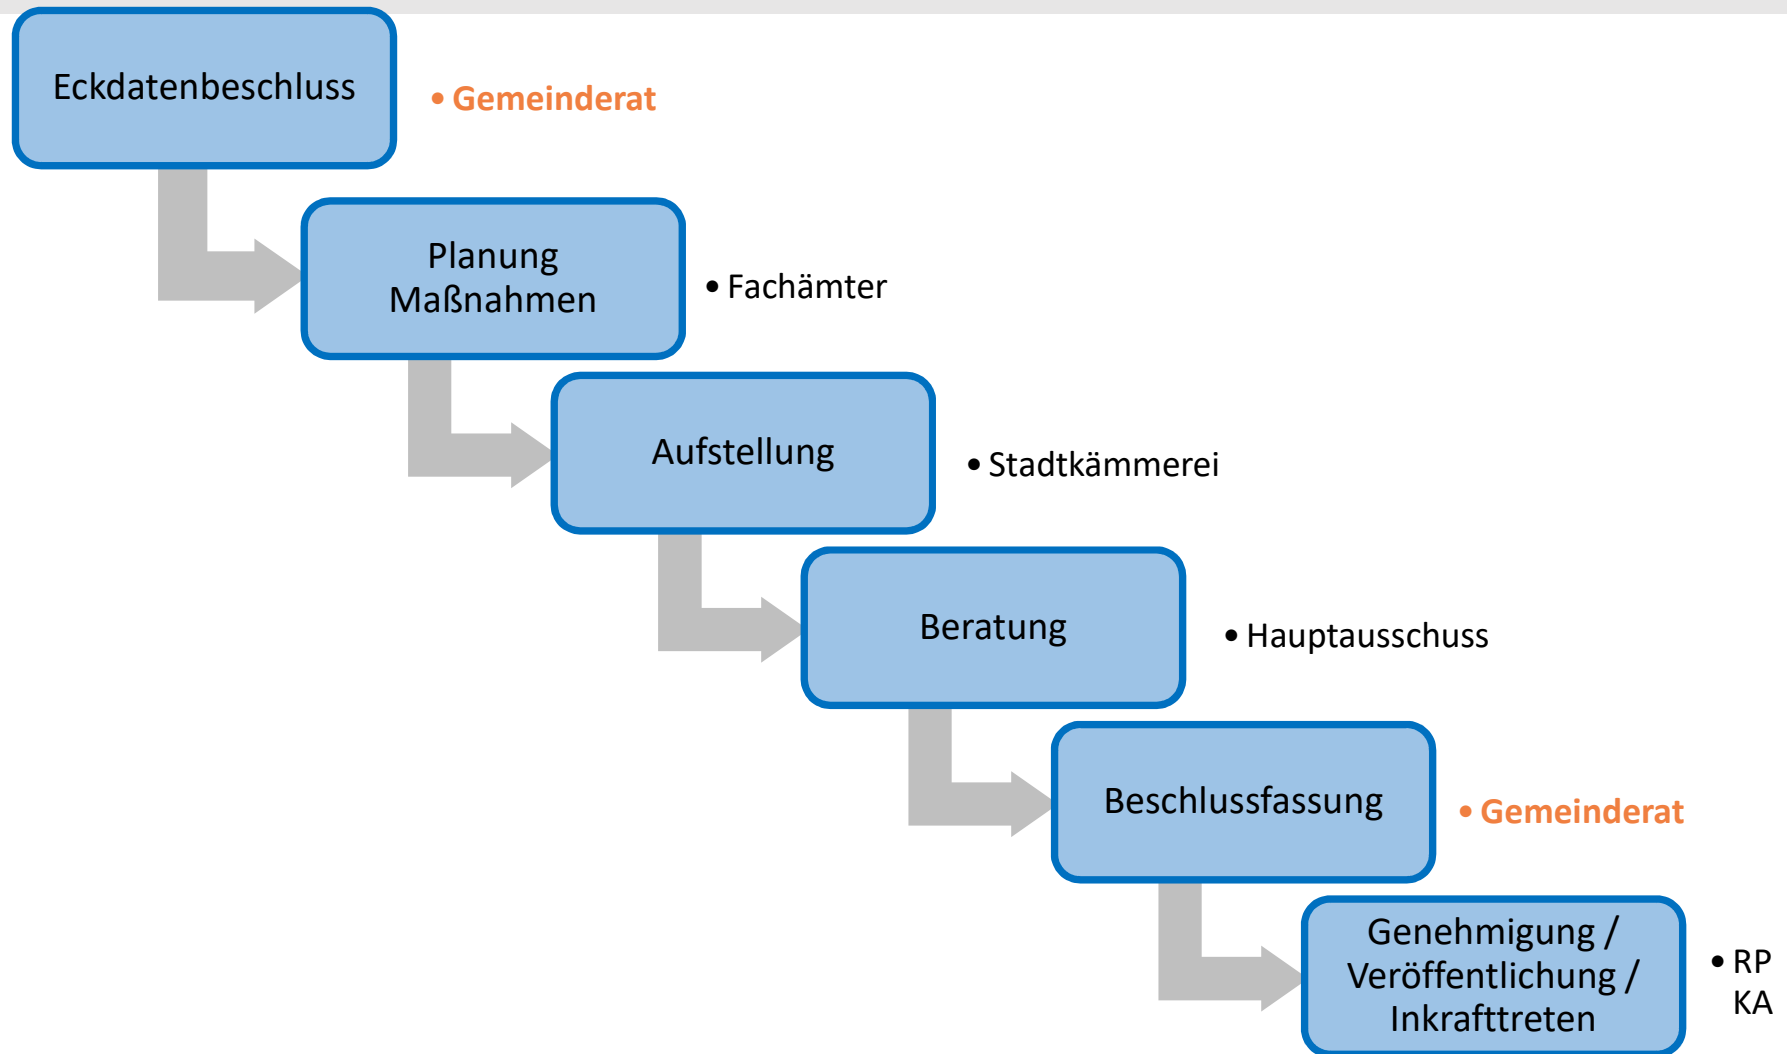 Eckdatenbeschluss
• Gemeinderat
Planung
Maßnahmen
• Fachämter
Aufstellung
• Stadtkämmerei
Beratung
• Hauptausschuss
Beschlussfassung
• Gemeinderat
Genehmigung /
Veröffentlichung /
Inkrafttreten
• RP
KA